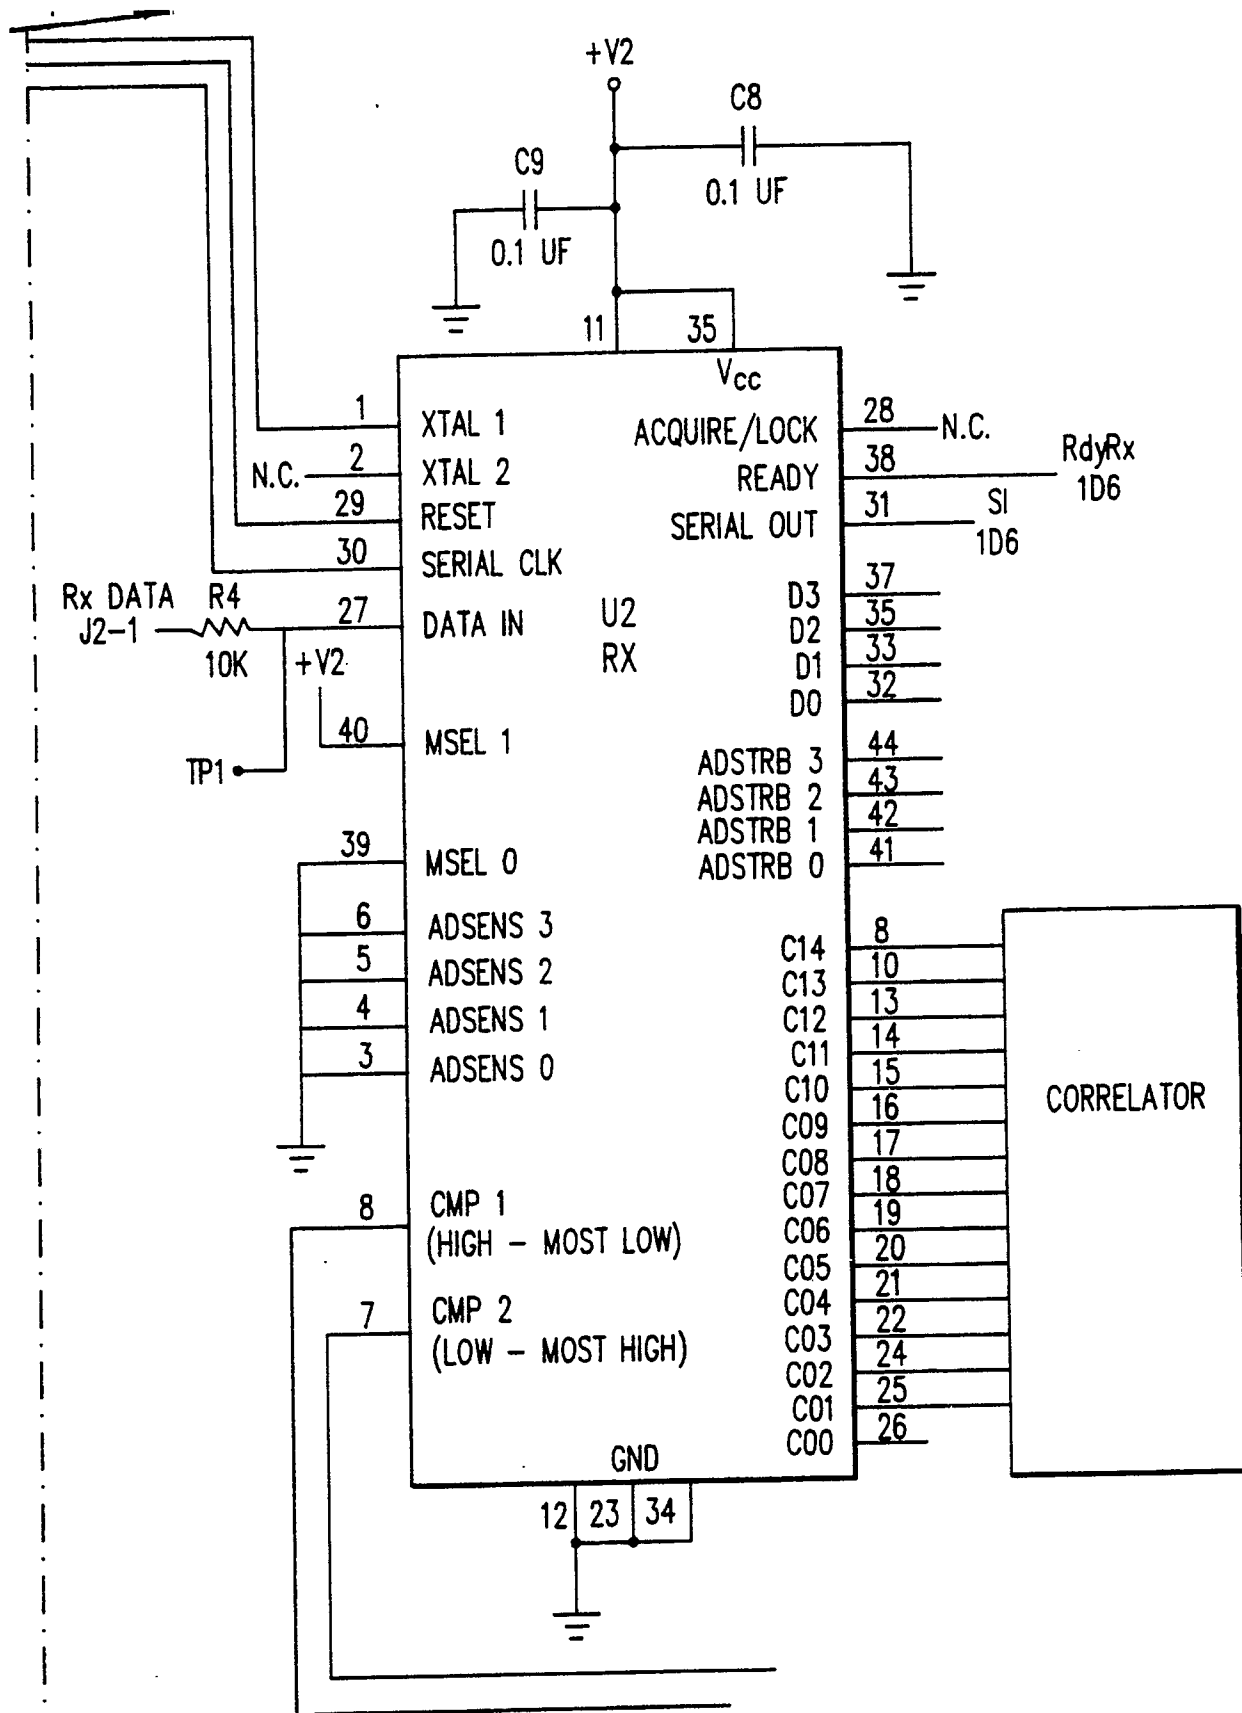 +V2
C8
0.1 UF
C9
0.1 UF
11
35
Vcc
1
XTAL 1
N.C.
2
XTAL 2
29
RESET
30
SERIAL CLK
Rx DATA
J2-1
R4
10K
27
DATA IN
+V2
40
MSEL 1
TP1
39
MSEL 0
6
ADSENS 3
5
ADSENS 2
4
ADSENS 1
3
ADSENS 0
8
CMP 1
(HIGH - MOST LOW)
7
CMP 2
(LOW - MOST HIGH)
U2
RX
ACQUIRE/LOCK
28
N.C.
READY
38
RdyRx
1D6
SERIAL OUT
31
SI
1D6
D3
37
D2
35
D1
33
D0
32
ADSTRB 3
44
ADSTRB 2
43
ADSTRB 1
42
ADSTRB 0
41
C14
8
C13
10
C12
13
C11
14
C10
15
C09
16
C08
17
C07
18
C06
19
C05
20
C04
21
C03
22
C02
24
C01
25
C00
26
CORRELATOR
GND
12
23
34